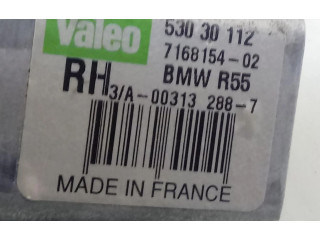 Valeo 530 30 112
7168154-02
RH BMW R55
3/A-00313 288-7
MADE IN FRANCE